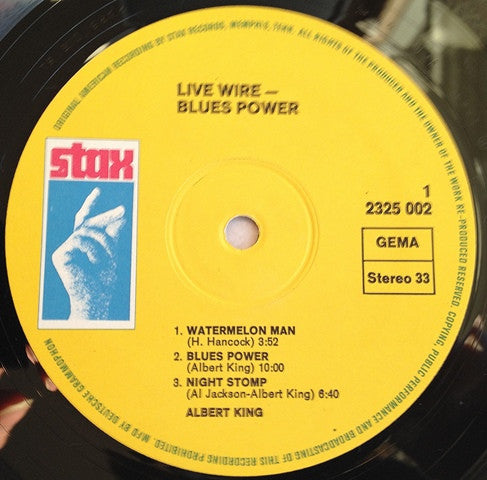 ORIGINAL AMERICAN RECORDING BY STAX RECORDS, MEMPHIS, TENN. ALL RIGHTS OF THE PRODUCER AND THE OWNER OF THE WORK RE-PRODUCED RESERVED. COPYING, PUBLIC PERFORMANCE AND BROADCASTING OF THIS RECORDING PROHIBITED. MFD BY DEUTSCHE GRAMMOPHON
LIVE WIRE —
BLUES POWER
stax
1
2325 002
GEMA
Stereo 33
1. WATERMELON MAN
(H. Hancock) 3:52
2. BLUES POWER
(Albert King) 10:00
3. NIGHT STOMP
(Al Jackson-Albert King) 6:40
ALBERT KING